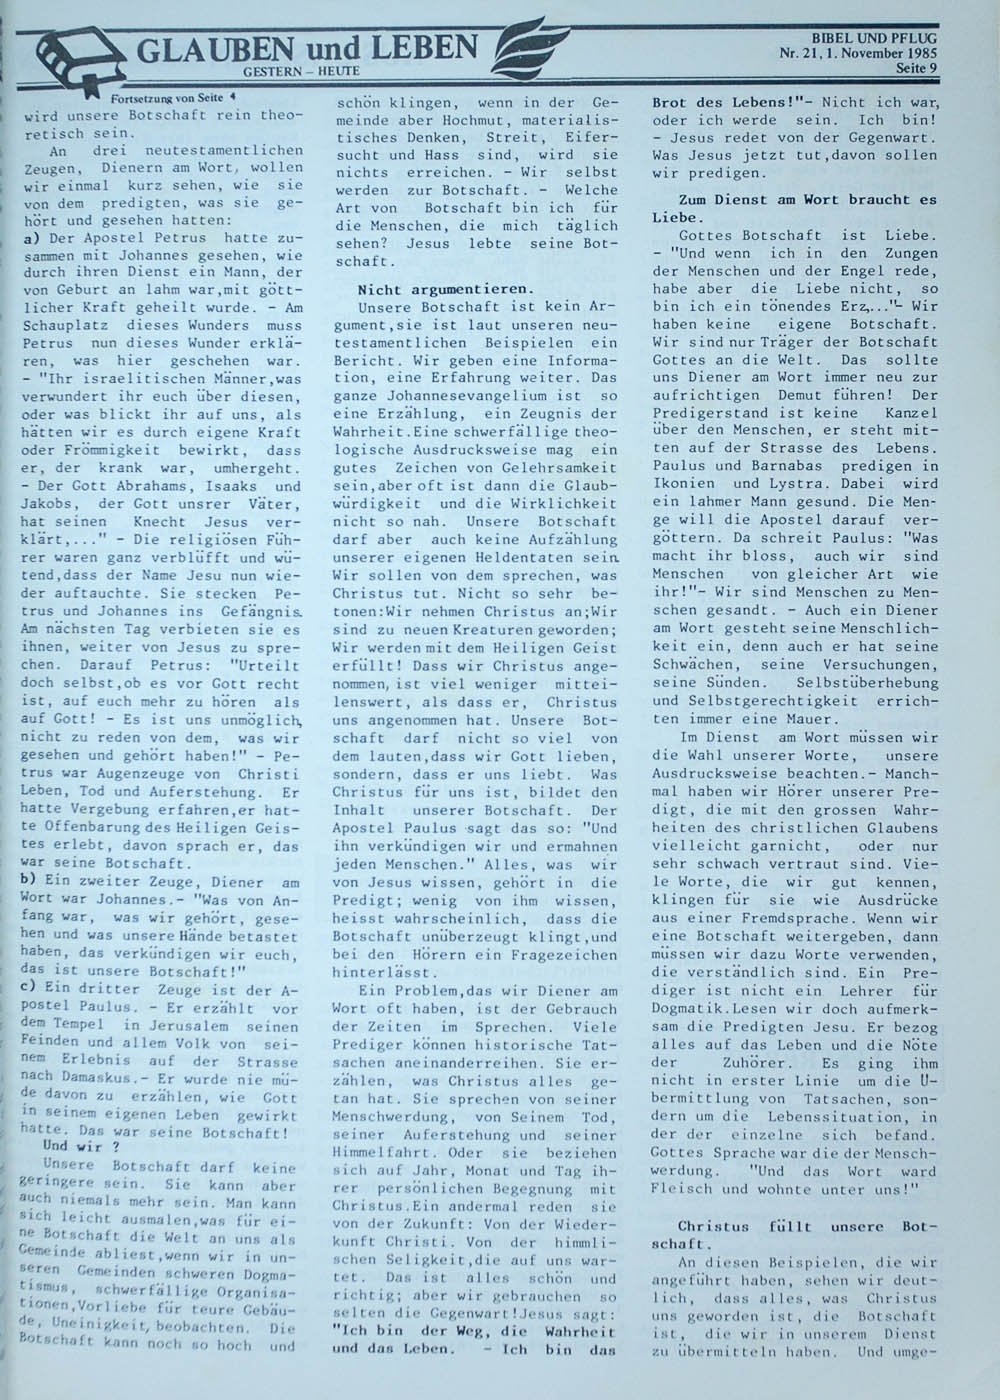 GLAUBEN und LEBEN
GESTERN – HEUTE
BIBEL UND PFLUG
Nr. 21, 1. November 1985
Seite 9
Fortsetzung von Seite 4
wird unsere Botschaft rein theo-
retisch sein.
An drei neutestamentlichen
Zeugen, Dienern am Wort, wollen
wir einmal kurz sehen, wie sie
von dem predigten, was sie ge-
hört und gesehen hatten:
a) Der Apostel Petrus hatte zu-
sammen mit Johannes gesehen, wie
durch ihren Dienst ein Mann, der
von Geburt an lahm war,mit gött-
licher Kraft geheilt wurde. - Am
Schauplatz dieses Wunders muss
Petrus nun dieses Wunder erklä-
ren, was hier geschehen war.
- "Ihr israelitischen Männer,was
verwundert ihr euch über diesen,
oder was blickt ihr auf uns, als
hätten wir es durch eigene Kraft
oder Frömmigkeit bewirkt, dass
er, der krank war, umhergeht.
- Der Gott Abrahams, Isaaks und
Jakobs, der Gott unsrer Väter,
hat seinen Knecht Jesus ver-
klärt,..." - Die religiösen Füh-
rer waren ganz verblüfft und wü-
tend,dass der Name Jesu nun wie-
der auftauchte. Sie stecken Pe-
trus und Johannes ins Gefängnis.
Am nächsten Tag verbieten sie es
ihnen, weiter von Jesus zu spre-
chen. Darauf Petrus: "Urteilt
doch selbst,ob es vor Gott recht
ist, auf euch mehr zu hören als
auf Gott! - Es ist uns unmöglich,
nicht zu reden von dem, was wir
gesehen und gehört haben!" - Pe-
trus war Augenzeuge von Christi
Leben, Tod und Auferstehung. Er
hatte Vergebung erfahren,er hat-
te Offenbarung des Heiligen Geis-
tes erlebt, davon sprach er, das
war seine Botschaft.
b) Ein zweiter Zeuge, Diener am
Wort war Johannes.- "Was von An-
fang war, was wir gehört, gese-
hen und was unsere Hände betastet
haben, das verkündigen wir euch,
das ist unsere Botschaft!"
c) Ein dritter Zeuge ist der A-
postel Paulus. - Er erzählt vor
dem Tempel in Jerusalem seinen
Feinden und allem Volk von sei-
nem Erlebnis auf der Strasse
nach Damaskus.- Er wurde nie mü-
de davon zu erzählen, wie Gott
in seinem eigenen Leben gewirkt
hatte. Das war seine Botschaft!
Und wir ?
Unsere Botschaft darf keine
geringere sein. Sie kann aber
auch niemals mehr sein. Man kann
sich leicht ausmalen,was für ei-
ne Botschaft die Welt an uns als
Gemeinde abliest,wenn wir in un-
seren Gemeinden schweren Dogma-
tismus, schwerfällige Organisa-
tionen,Vorliebe für teure Gebäu-
de, Uneinigkeit, beobachten. Die
Botschaft kann noch so hoch und
schön klingen, wenn in der Ge-
meinde aber Hochmut, materialis-
tisches Denken, Streit, Eifer-
sucht und Hass sind, wird sie
nichts erreichen. - Wir selbst
werden zur Botschaft. - Welche
Art von Botschaft bin ich für
die Menschen, die mich täglich
sehen? Jesus lebte seine Bot-
schaft.
Nicht argumentieren.
Unsere Botschaft ist kein Ar-
gument,sie ist laut unseren neu-
testamentlichen Beispielen ein
Bericht. Wir geben eine Informa-
tion, eine Erfahrung weiter. Das
ganze Johannesevangelium ist so
eine Erzählung, ein Zeugnis der
Wahrheit.Eine schwerfällige theo-
logische Ausdrucksweise mag ein
gutes Zeichen von Gelehrsamkeit
sein,aber oft ist dann die Glaub-
würdigkeit und die Wirklichkeit
nicht so nah. Unsere Botschaft
darf aber auch keine Aufzählung
unserer eigenen Heldentaten sein.
Wir sollen von dem sprechen, was
Christus tut. Nicht so sehr be-
tonen:Wir nehmen Christus an;Wir
sind zu neuen Kreaturen geworden;
Wir werden mit dem Heiligen Geist
erfüllt! Dass wir Christus ange-
nommen, ist viel weniger mittei-
lenswert, als dass er, Christus
uns angenommen hat. Unsere Bot-
schaft darf nicht so viel von
dem lauten,dass wir Gott lieben,
sondern, dass er uns liebt. Was
Christus für uns ist, bildet den
Inhalt unserer Botschaft. Der
Apostel Paulus sagt das so: "Und
ihn verkündigen wir und ermahnen
jeden Menschen." Alles, was wir
von Jesus wissen, gehört in die
Predigt; wenig von ihm wissen,
heisst wahrscheinlich, dass die
Botschaft unüberzeugt klingt,und
bei den Hörern ein Fragezeichen
hinterlässt.
Ein Problem,das wir Diener am
Wort oft haben, ist der Gebrauch
der Zeiten im Sprechen. Viele
Prediger können historische Tat-
sachen aneinanderreihen. Sie er-
zählen, was Christus alles ge-
tan hat. Sie sprechen von seiner
Menschwerdung, von Seinem Tod,
seiner Auferstehung und seiner
Himmelfahrt. Oder sie beziehen
sich auf Jahr, Monat und Tag ih-
rer persönlichen Begegnung mit
Christus.Ein andermal reden sie
von der Zukunft: Von der Wieder-
kunft Christi. Von der himmli-
schen Seligkeit,die auf uns war-
tet. Das ist alles schön und
richtig; aber wir gebrauchen so
selten die Gegenwart!Jesus sagt:
"Ich bin der Weg, die Wahrheit
und das Leben. - Ich bin das
Brot des Lebens!"- Nicht ich war,
oder ich werde sein. Ich bin!
- Jesus redet von der Gegenwart.
Was Jesus jetzt tut,davon sollen
wir predigen.
Zum Dienst am Wort braucht es
Liebe.
Gottes Botschaft ist Liebe.
- "Und wenn ich in den Zungen
der Menschen und der Engel rede,
habe aber die Liebe nicht, so
bin ich ein tönendes Erz,..."- Wir
haben keine eigene Botschaft.
Wir sind nur Träger der Botschaft
Gottes an die Welt. Das sollte
uns Diener am Wort immer neu zur
aufrichtigen Demut führen! Der
Predigerstand ist keine Kanzel
über den Menschen, er steht mit-
ten auf der Strasse des Lebens.
Paulus und Barnabas predigen in
Ikonien und Lystra. Dabei wird
ein lahmer Mann gesund. Die Men-
ge will die Apostel darauf ver-
göttern. Da schreit Paulus: "Was
macht ihr bloss, auch wir sind
Menschen von gleicher Art wie
ihr!"- Wir sind Menschen zu Men-
schen gesandt. - Auch ein Diener
am Wort gesteht seine Menschlich-
keit ein, denn auch er hat seine
Schwächen, seine Versuchungen,
seine Sünden. Selbstüberhebung
und Selbstgerechtigkeit errich-
ten immer eine Mauer.
Im Dienst am Wort müssen wir
die Wahl unserer Worte, unsere
Ausdrucksweise beachten.- Manch-
mal haben wir Hörer unserer Pre-
digt, die mit den grossen Wahr-
heiten des christlichen Glaubens
vielleicht garnicht, oder nur
sehr schwach vertraut sind. Vie-
le Worte, die wir gut kennen,
klingen für sie wie Ausdrücke
aus einer Fremdsprache. Wenn wir
eine Botschaft weitergeben, dann
müssen wir dazu Worte verwenden,
die verständlich sind. Ein Pre-
diger ist nicht ein Lehrer für
Dogmatik.Lesen wir doch aufmerk-
sam die Predigten Jesu. Er bezog
alles auf das Leben und die Nöte
der Zuhörer. Es ging ihm
nicht in erster Linie um die Ü-
bermittlung von Tatsachen, son-
dern um die Lebenssituation, in
der der einzelne sich befand.
Gottes Sprache war die der Mensch-
werdung. "Und das Wort ward
Fleisch und wohnte unter uns!"
Christus füllt unsere Bot-
schaft.
An diesen Beispielen, die wir
angeführt haben, sehen wir deut-
lich, dass alles, was Christus
uns geworden ist, die Botschaft
ist, die wir in unserem Dienst
zu übermitteln haben. Und umge-